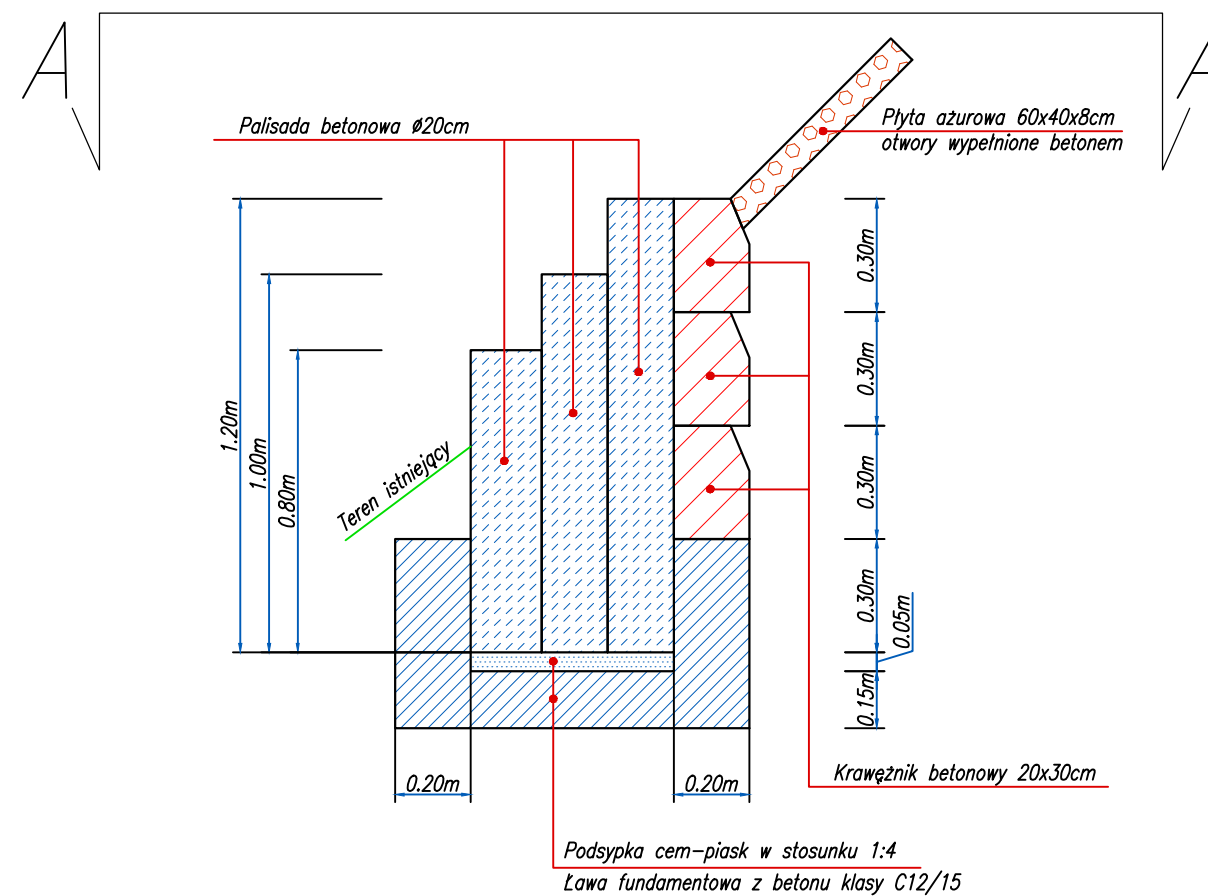 A
A
Palisada betonowa ø20cm
Płyta ażurowa 60x40x8cm
otwory wypełnione betonem
1.20m
1.00m
0.80m
Teren istniejący
0.30m
0.30m
0.30m
0.30m
0.05m
0.15m
0.20m
0.20m
Krawężnik betonowy 20x30cm
Podsypka cem-piask w stosunku 1:4
Ława fundamentowa z betonu klasy C12/15